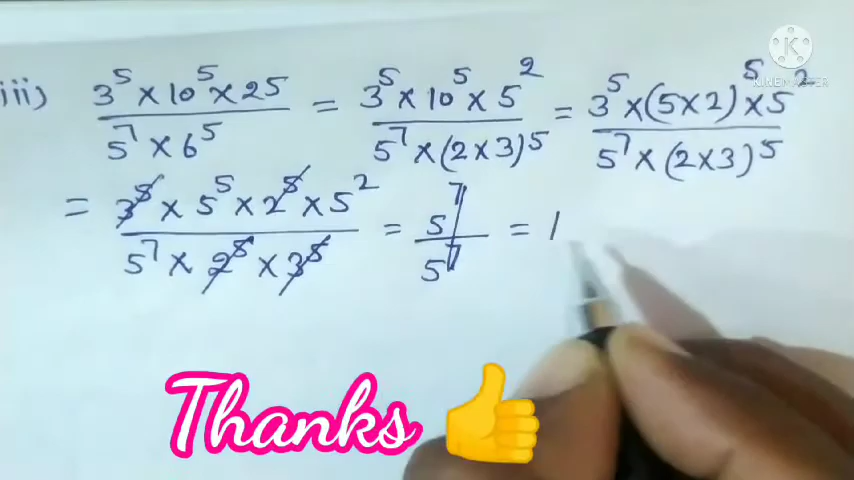 iii) 3^5 × 10^5 × 25 / 5^7 × 6^5 = 3^5 × 10^5 × 5^2 / 5^7 × (2×3)^5 = 3^5 × (5×2)^5 × 5^2 / 5^7 × (2×3)^5
= 3^5 × 5^5 × 2^5 × 5^2 / 5^7 × 2^5 × 3^5 = 5^7 / 5^7 = 1
Thanks
K
KINEMASTER